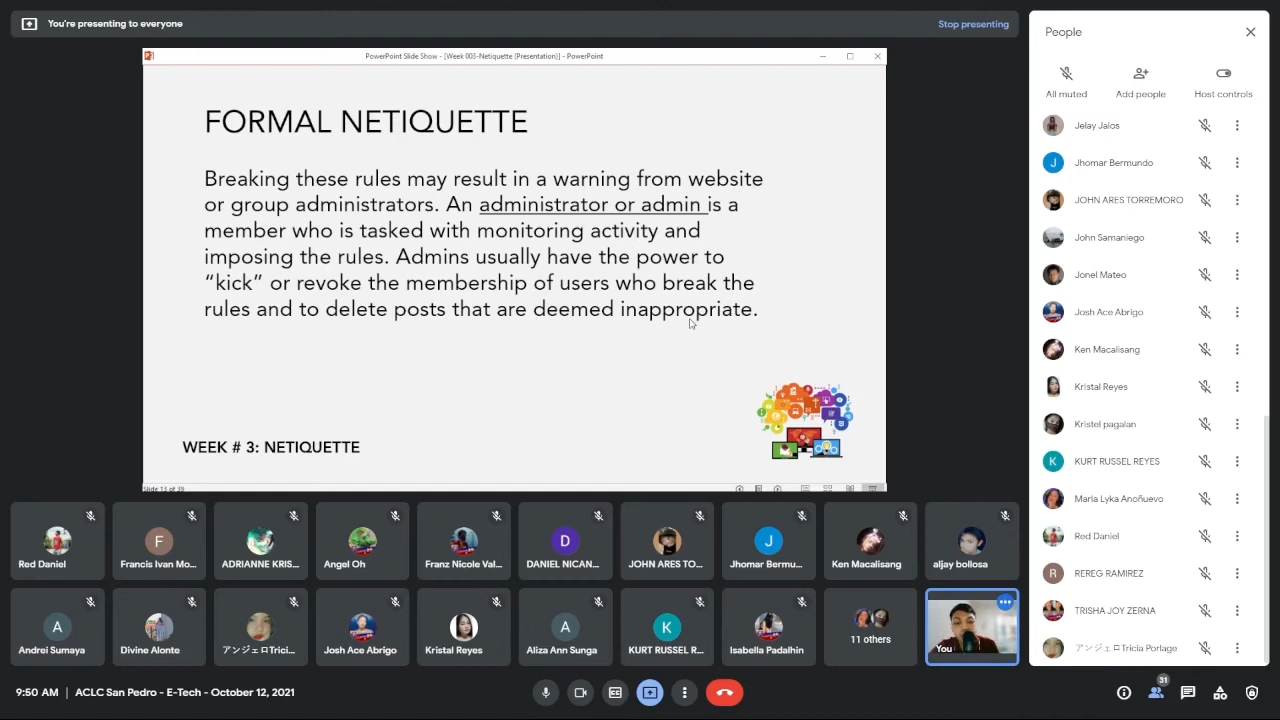 You're presenting to everyone
Stop presenting
PowerPoint Slide Show - [Week 003-Netiquette (Presentation)] - PowerPoint
FORMAL NETIQUETTE
Breaking these rules may result in a warning from website
or group adminstrators. An administrator or admin is a
member who is tasked with monitoring activity and
imposing the rules. Admins usually have the power to
“kick” or revoke the membership of users who break the
rules and to delete posts that are deemed inappropriate.
WEEK # 3: NETIQUETTE
Slide 13 of 39
Red Daniel
Francis Ivan Mo...
ADRIANNE KRIS...
Angel Oh
Franz Nicole Val...
DANIEL NICAN...
JOHN ARES TO...
Jhomar Bermu...
Ken Macalisang
aljay bollosa
Andrei Sumaya
Divine Alonte
アンジェロTrici...
Josh Ace Abrigo
Kristal Reyes
Aliza Ann Sunga
KURT RUSSEL R...
Isabella Padalhin
11 others
You
F
D
J
A
A
K
9:50 AM | ACLC San Pedro - E-Tech - October 12, 2021
31
People
All muted
Add people
Host controls
Jelay Jalos
J
Jhomar Bermundo
JOHN ARES TORREMORO
John Samaniego
Jonel Mateo
Josh Ace Abrigo
Ken Macalisang
Kristal Reyes
Kristel pagalan
K
KURT RUSSEL REYES
Maria Lyka Anoñuevo
Red Daniel
R
REREG RAMIREZ
TRISHA JOY ZERNA
アンジェロTricia Porlage